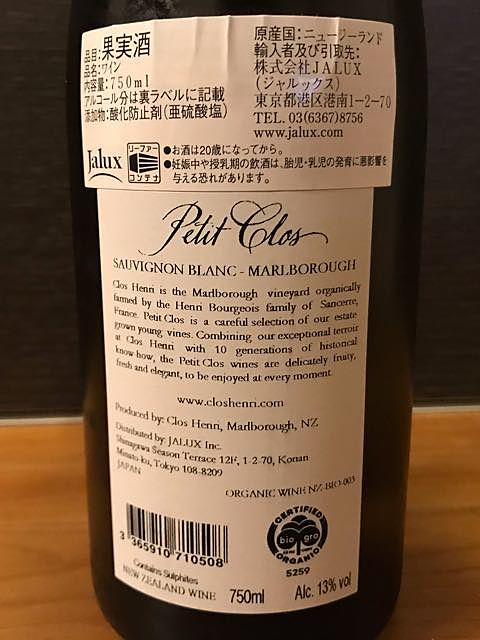 品目:果実酒
品名:ワイン
内容量:750ml
アルコール分は裏ラベルに記載
添加物:酸化防止剤(亜硫酸塩)
原産国:ニュージーランド
輸入者及び引取先:
株式会社JALUX
(ジャルックス)
東京都港区港南1-2-70
TEL. 03(6367)8756
www.jalux.com
Jalux
リーファー
コンテナ
●お酒は20歳になってから。
●妊娠中や授乳期の飲酒は、胎児・乳児の発育に悪影響を
与える恐れがあります。
Petit Clos
SAUVIGNON BLANC - MARLBOROUGH
Clos Henri is the Marlborough vineyard organically
farmed by the Henri Bourgeois family of Sancerre,
France. Petit Clos is a careful selection of our estate
grown young vines. Combining our exceptional terroir
at Clos Henri with 10 generations of historical
know-how, the Petit Clos wines are delicately fruity,
fresh and elegant, to be enjoyed at every moment.
www.closhenri.com
Produced by: Clos Henri, Marlborough, NZ
Distributed by: JALUX Inc.
Shinagawa Season Terrace 12F, 1-2-70, Konan
Minato-ku, Tokyo 108-8209
JAPAN
ORGANIC WINE NZ-BIO-003
3 365910 710508
CERTIFIED
bio gro
ORGANIC
5259
Contains Sulphites
NEW ZEALAND WINE
750ml
Alc. 13% vol